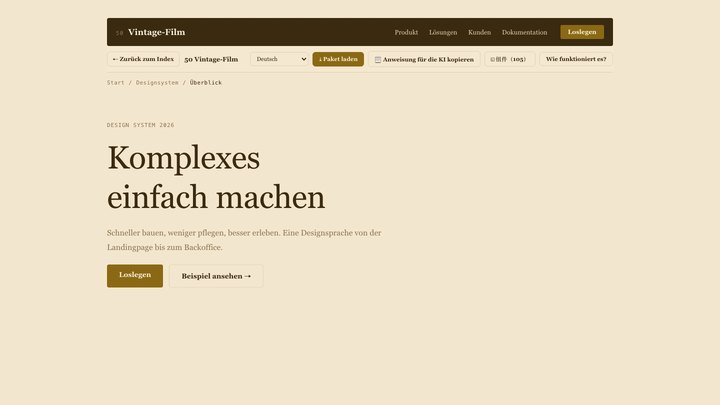 50 Vintage-Film Produkt Lösungen Kunden Dokumentation Loslegen
← Zurück zum Index 50 Vintage-Film Deutsch ↓ Paket laden 📋 Anweisung für die KI kopieren (105) Wie funktioniert es?
Start / Designsystem / Überblick
DESIGN SYSTEM 2026
Komplexes
einfach machen
Schneller bauen, weniger pflegen, besser erleben. Eine Designsprache von der
Landingpage bis zum Backoffice.
Loslegen Beispiel ansehen →